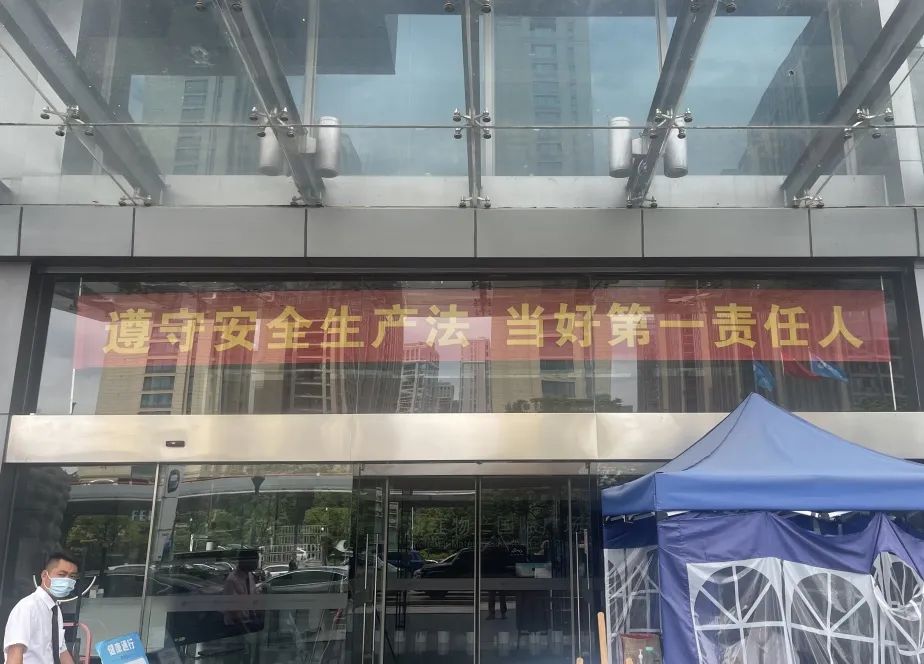 遵守安全生产法 当好第一责任人